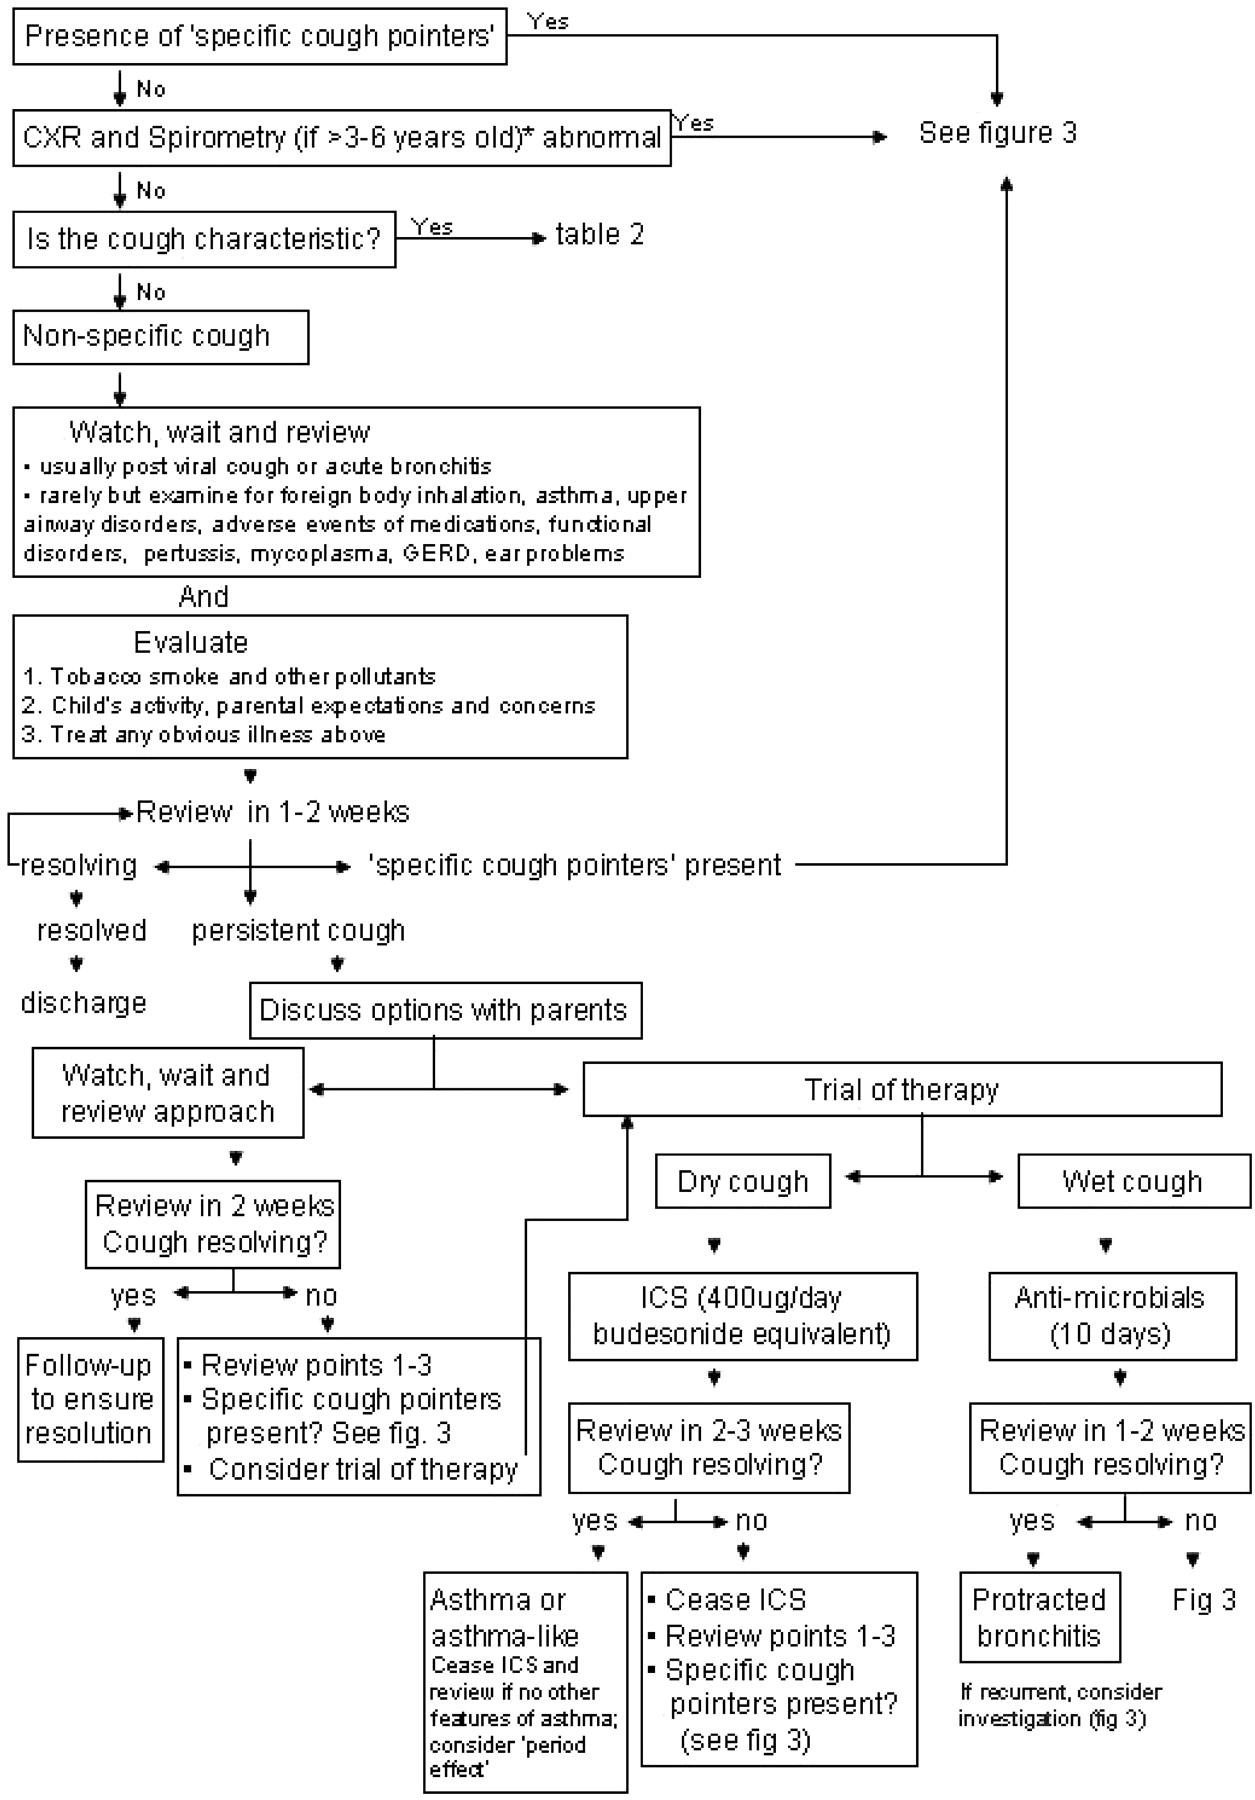 Presence of 'specific cough pointers'
Yes
No
CXR and Spirometry (if >3-6 years old)* abnormal
Yes
See figure 3
No
Is the cough characteristic?
Yes
table 2
No
Non-specific cough
Watch, wait and review
▪ usually post viral cough or acute bronchitis
▪ rarely but examine for foreign body inhalation, asthma, upper
airway disorders, adverse events of medications, functional
disorders, pertussis, mycoplasma, GERD, ear problems
And
Evaluate
1. Tobacco smoke and other pollutants
2. Child's activity, parental expectations and concerns
3. Treat any obvious illness above
Review in 1-2 weeks
resolving
'specific cough pointers' present
resolved
persistent cough
discharge
Discuss options with parents
Watch, wait and
review approach
Trial of therapy
Review in 2 weeks
Cough resolving?
yes
no
Follow-up
to ensure
resolution
▪ Review points 1-3
▪ Specific cough pointers
present? See fig. 3
▪ Consider trial of therapy
Dry cough
Wet cough
ICS (400ug/day
budesonide equivalent)
Anti-microbials
(10 days)
Review in 2-3 weeks
Cough resolving?
Review in 1-2 weeks
Cough resolving?
yes
no
yes
no
Asthma or
asthma-like
Cease ICS and
review if no other
features of asthma;
consider 'period
effect'
▪ Cease ICS
▪ Review points 1-3
▪ Specific cough
pointers present?
(see fig 3)
Protracted
bronchitis
Fig 3
If recurrent, consider
investigation (fig 3)